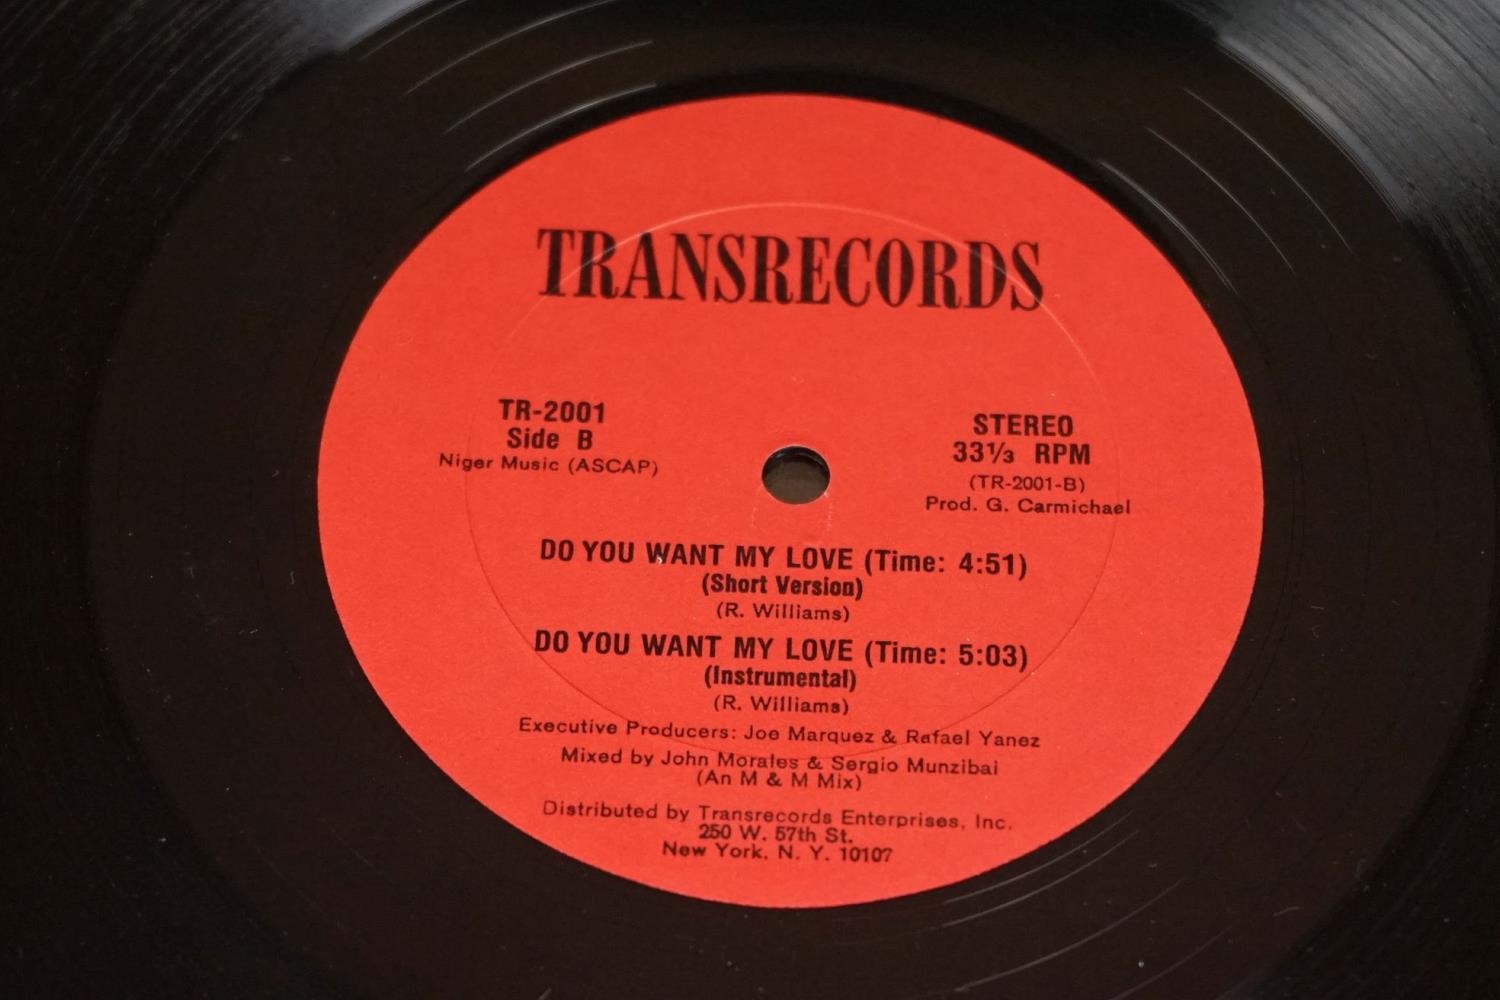 TRANSRECORDS
TR-2001
Side B
Niger Music (ASCAP)
STEREO
33⅓ RPM
(TR-2001-B)
Prod. G. Carmichael
DO YOU WANT MY LOVE (Time: 4:51)
(Short Version)
(R. Williams)
DO YOU WANT MY LOVE (Time: 5:03)
(Instrumental)
(R. Williams)
Executive Producers: Joe Marquez & Rafael Yanez
Mixed by John Morales & Sergio Munzibai
(An M & M Mix)
Distributed by Transrecords Enterprises, Inc.
250 W. 57th St.
New York, N. Y. 10107